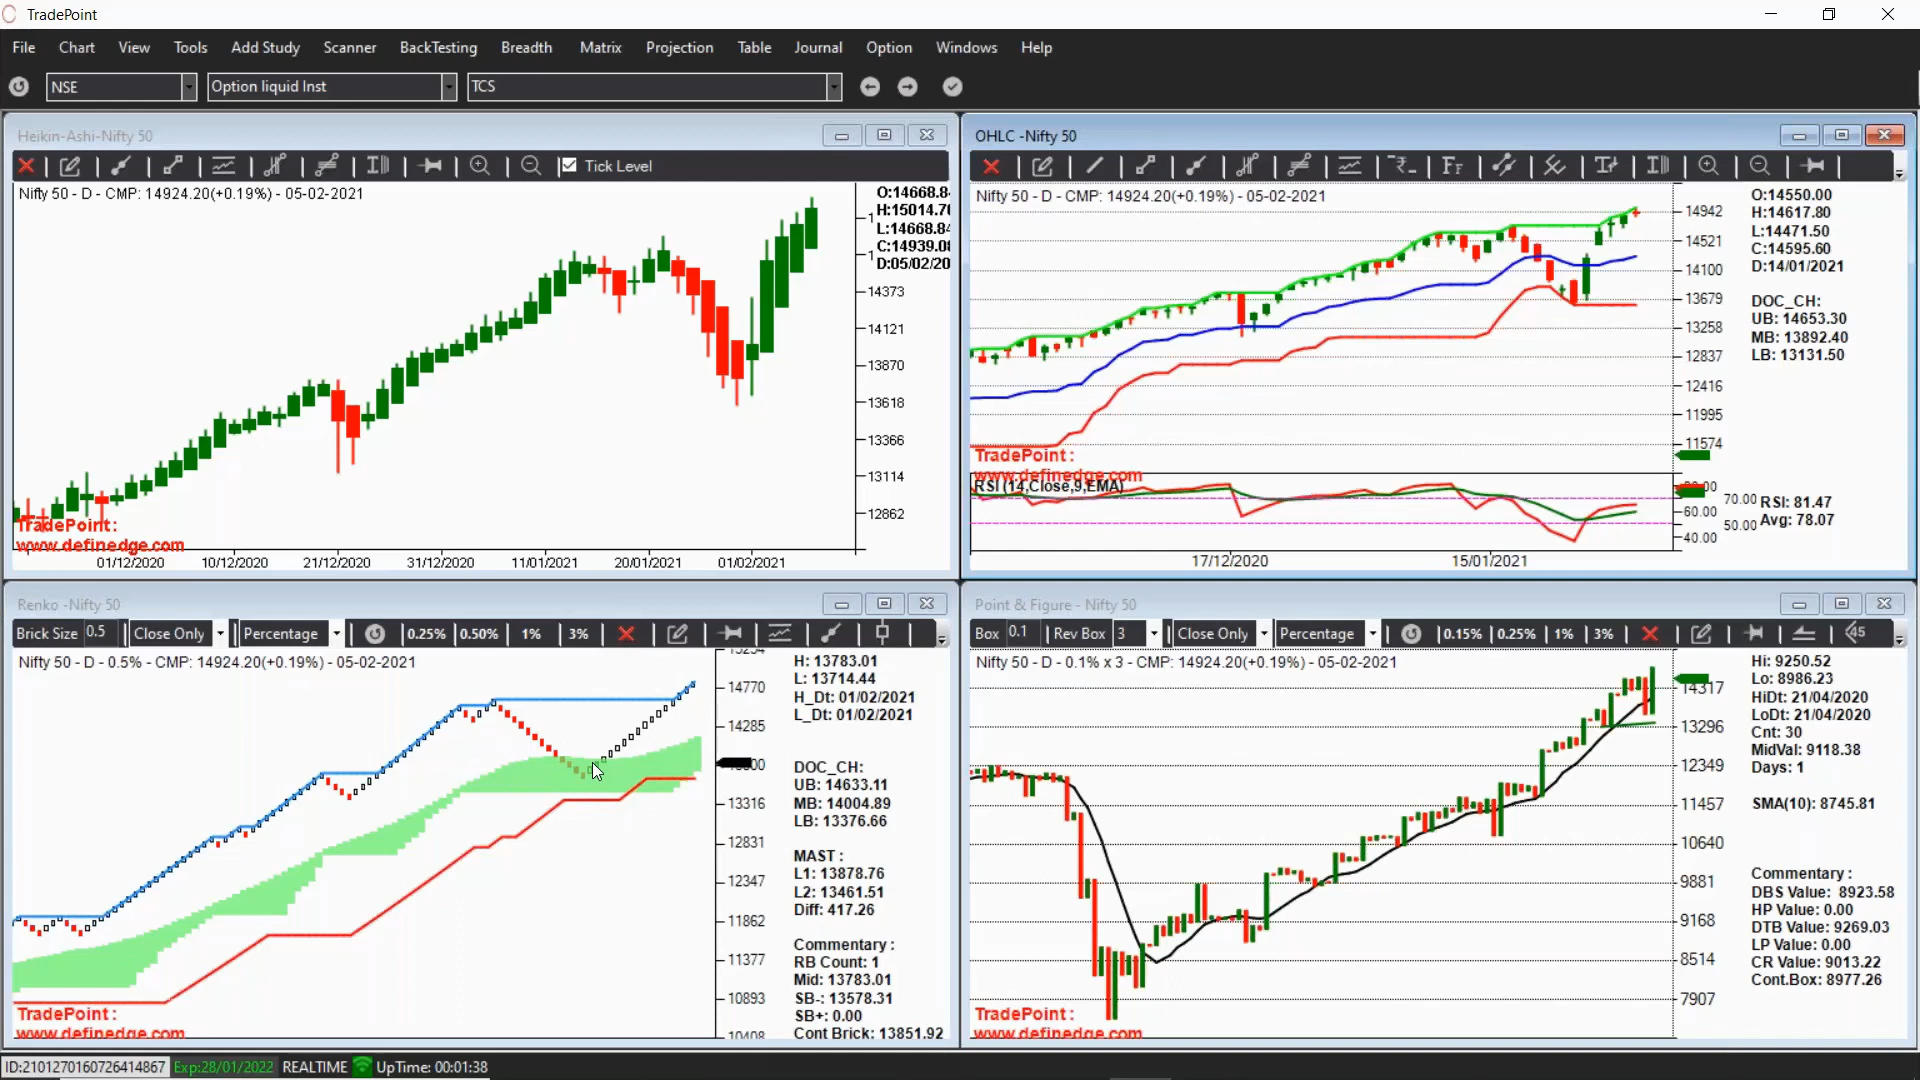 TradePoint
File Chart View Tools Add Study Scanner BackTesting Breadth Matrix Projection Table Journal Option Windows Help
NSE Option liquid Inst TCS
Heikin-Ashi-Nifty 50
Tick Level
Nifty 50 - D - CMP: 14924.20(+0.19%) - 05-02-2021
O:14668.8
H:15014.70
L:14668.84
C:14939.08
D:05/02/20
14373
14121
13870
13618
13366
13114
12862
TradePoint:
www.definedge.com
01/12/2020 10/12/2020 21/12/2020 31/12/2020 11/01/2021 20/01/2021 01/02/2021
OHLC -Nifty 50
Nifty 50 - D - CMP: 14924.20(+0.19%) - 05-02-2021
14942
14521
14100
13679
13258
12837
12416
11995
11574
O:14550.00
H:14617.80
L:14471.50
C:14595.60
D:14/01/2021
DOC_CH:
UB: 14653.30
MB: 13892.40
LB: 13131.50
TradePoint:
www.definedge.com
RSI (14,Close,9,EMA)
70.00
60.00
50.00
40.00
RSI: 81.47
Avg: 78.07
17/12/2020 15/01/2021
Renko -Nifty 50
Brick Size 0.5 Close Only Percentage 0.25% 0.50% 1% 3%
Nifty 50 - D - 0.5% - CMP: 14924.20(+0.19%) - 05-02-2021
15254
14770
14285
13316
12831
12347
11862
11377
10893
10408
H: 13783.01
L: 13714.44
H_Dt: 01/02/2021
L_Dt: 01/02/2021
DOC_CH:
UB: 14633.11
MB: 14004.89
LB: 13376.66
MAST :
L1: 13878.76
L2: 13461.51
Diff: 417.26
Commentary :
RB Count: 1
Mid: 13783.01
SB-: 13578.31
SB+: 0.00
Cont Brick: 13851.92
TradePoint:
www.definedge.com
Point & Figure - Nifty 50
Box 0.1 Rev Box 3 Close Only Percentage 0.15% 0.25% 1% 3% 45
Nifty 50 - D - 0.1% x 3 - CMP: 14924.20(+0.19%) - 05-02-2021
14317
13296
12349
11457
10640
9881
9168
8514
7907
Hi: 9250.52
Lo: 8986.23
HiDt: 21/04/2020
LoDt: 21/04/2020
Cnt: 30
MidVal: 9118.38
Days: 1
SMA(10): 8745.81
Commentary :
DBS Value: 8923.58
HP Value: 0.00
DTB Value: 9269.03
LP Value: 0.00
CR Value: 9013.22
Cont.Box: 8977.26
TradePoint:
www.definedge.com
ID:2101270160726414867 Exp:28/01/2022 REALTIME UpTime: 00:01:38